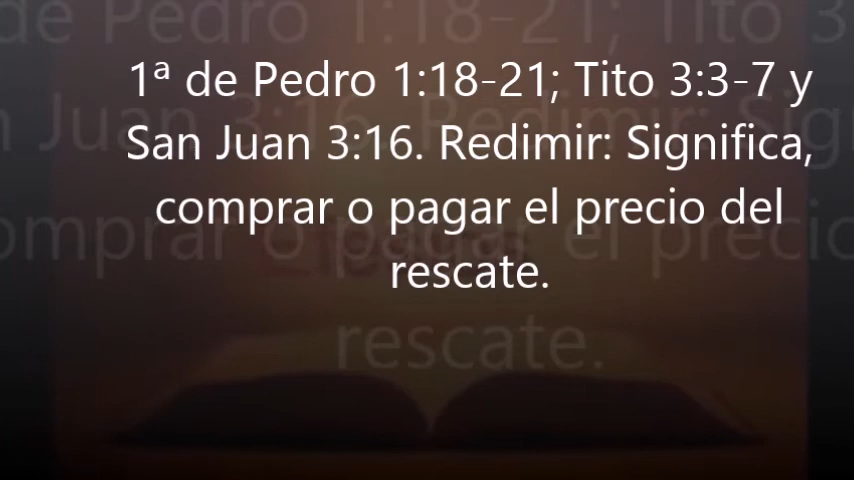 1ª de Pedro 1:18-21; Tito 3:3-7 y
San Juan 3:16. Redimir: Significa,
comprar o pagar el precio del
rescate.